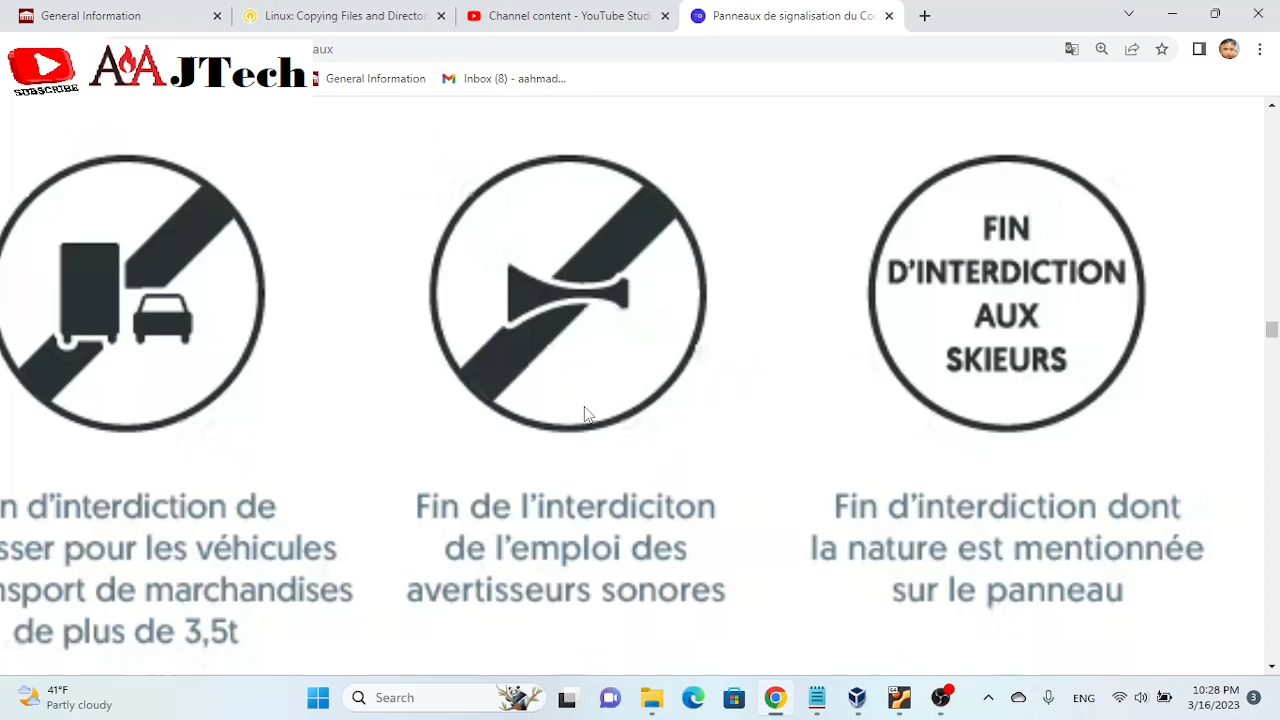 General Information
Linux Copying Files and Director
Channel content - YouTube Studi
Panneaux de signalisation du Co
aux
SUBSCRIBE
AAJTech
General Information
Inbox (8) - aahmad...
FIN
D'INTERDICTION
AUX
SKIEURS
n d'interdiction de
sser pour les véhicules
nsport de marchandises
de plus de 3,5t
Fin de l'interdiciton
de l'emploi des
avertisseurs sonores
Fin d'interdiction dont
la nature est mentionnée
sur le panneau
41°F
Partly cloudy
Search
ENG
10:38 PM
3/16/2023
3